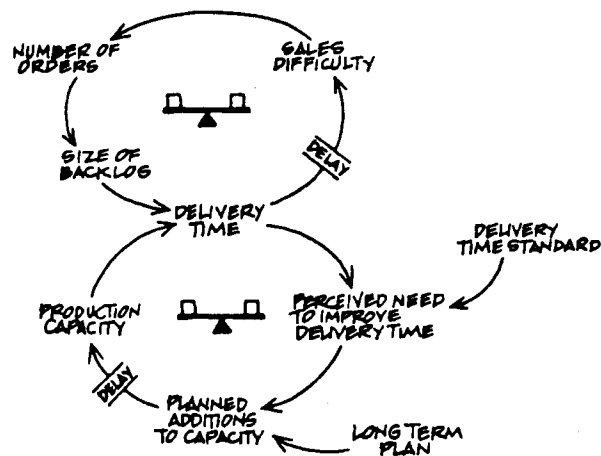 NUMBER OF
ORDERS
SALES
DIFFICULTY
SIZE OF
BACKLOG
DELAY
DELIVERY
TIME
DELIVERY
TIME STANDARD
PRODUCTION
CAPACITY
PERCEIVED NEED
TO IMPROVE
DELIVERY TIME
DELAY
PLANNED
ADDITIONS
TO CAPACITY
LONG TERM
PLAN